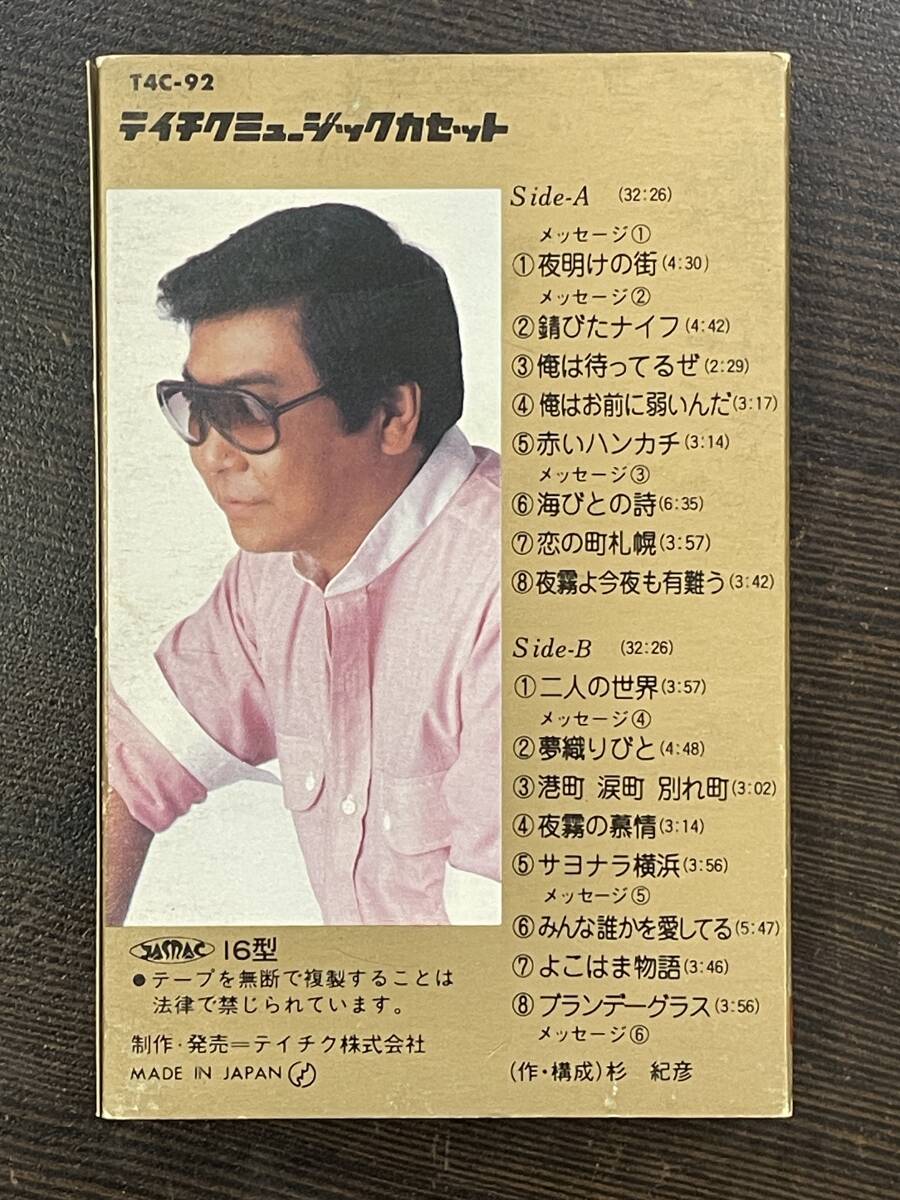 T4C-92
テイチクミュージックカセット
Side-A (32:26)
メッセージ①
①夜明けの街(4:30)
メッセージ②
②錆びたナイフ(4:42)
③俺は待ってるぜ(2:29)
④俺はお前に弱いんだ(3:17)
⑤赤いハンカチ(3:14)
メッセージ③
⑥海びとの詩(6:35)
⑦恋の町札幌(3:57)
⑧夜霧よ今夜も有難う(3:42)
Side-B (32:26)
①二人の世界(3:57)
メッセージ④
②夢織りびと(4:48)
③港町 涙町 別れ町(3:02)
④夜霧の慕情(3:14)
⑤サヨナラ横浜(3:56)
メッセージ⑤
⑥みんな誰かを愛してる(5:47)
⑦よこはま物語(3:46)
⑧ブランデーグラス(3:56)
メッセージ⑥
(作・構成)杉 紀彦
JASRAC 16型
●テープを無断で複製することは
法律で禁じられています。
制作・発売=テイチク株式会社
MADE IN JAPAN